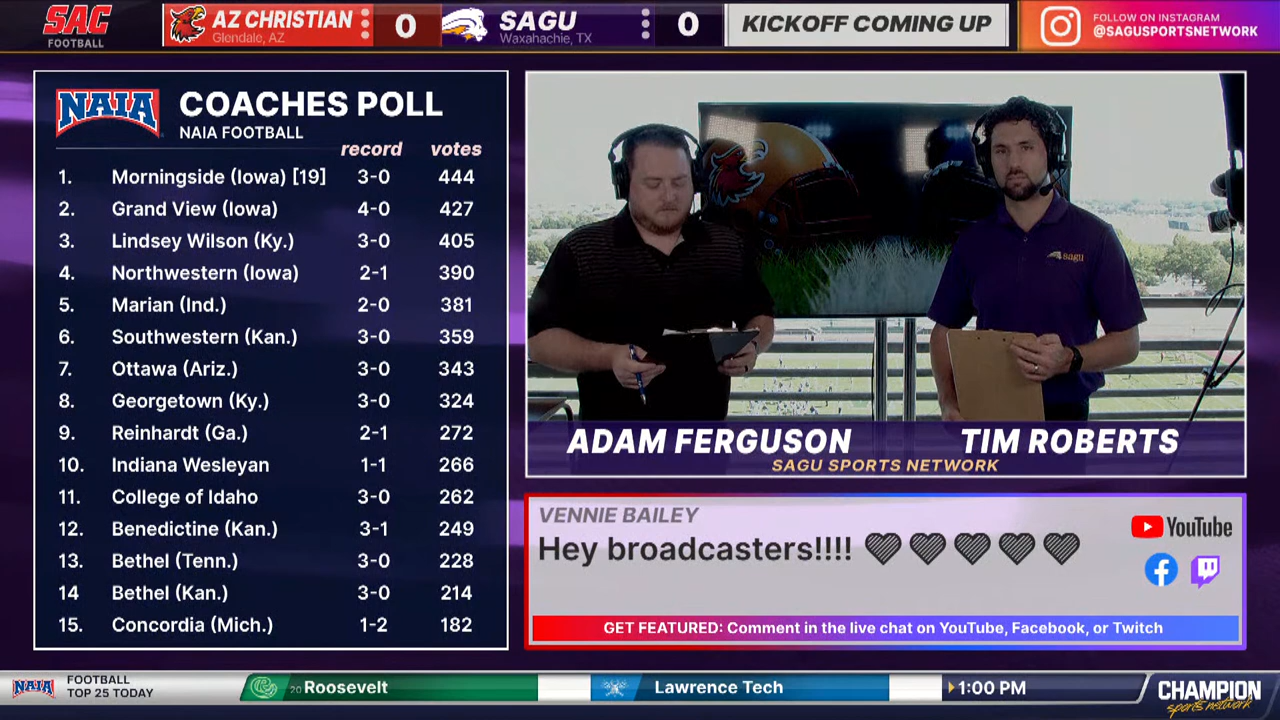 SAC
FOOTBALL
AZ CHRISTIAN
Glendale, AZ
0
SAGU
Waxahachie, TX
0
KICKOFF COMING UP
FOLLOW ON INSTAGRAM
@SAGUSPORTSNETWORK
NAIA
COACHES POLL
NAIA FOOTBALL
record votes
1. Morningside (Iowa) [19] 3-0 444
2. Grand View (Iowa) 4-0 427
3. Lindsey Wilson (Ky.) 3-0 405
4. Northwestern (Iowa) 2-1 390
5. Marian (Ind.) 2-0 381
6. Southwestern (Kan.) 3-0 359
7. Ottawa (Ariz.) 3-0 343
8. Georgetown (Ky.) 3-0 324
9. Reinhardt (Ga.) 2-1 272
10. Indiana Wesleyan 1-1 266
11. College of Idaho 3-0 262
12. Benedictine (Kan.) 3-1 249
13. Bethel (Tenn.) 3-0 228
14 Bethel (Kan.) 3-0 214
15. Concordia (Mich.) 1-2 182
sagu
ADAM FERGUSON
TIM ROBERTS
SAGU SPORTS NETWORK
VENNIE BAILEY
Hey broadcasters!!!! 🖤🖤🖤🖤🖤
YouTube
GET FEATURED: Comment in the live chat on YouTube, Facebook, or Twitch
NAIA
FOOTBALL
TOP 25 TODAY
20 Roosevelt
Lawrence Tech
1:00 PM
CHAMPION
sports network